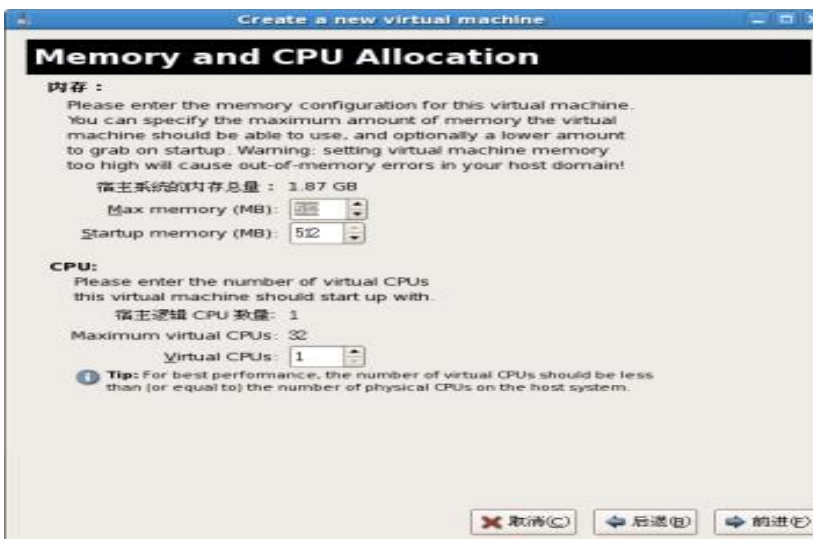 Create a new virtual machine
Memory and CPU Allocation
内存：
Please enter the memory configuration for this virtual machine.
You can specify the maximum amount of memory the virtual
machine should be able to use, and optionally a lower amount
to grab on startup. Warning: setting virtual machine memory
too high will cause out-of-memory errors in your host domain!
宿主系统的内存总量： 1.87 GB
Max memory (MB):
Startup memory (MB): 512
CPU:
Please enter the number of virtual CPUs
this virtual machine should start up with.
宿主逻辑 CPU 数量: 1
Maximum virtual CPUs: 32
Virtual CPUs: 1
Tip: For best performance, the number of virtual CPUs should be less
than (or equal to) the number of physical CPUs on the host system.
取消(C) 后退(B) 前进(F)